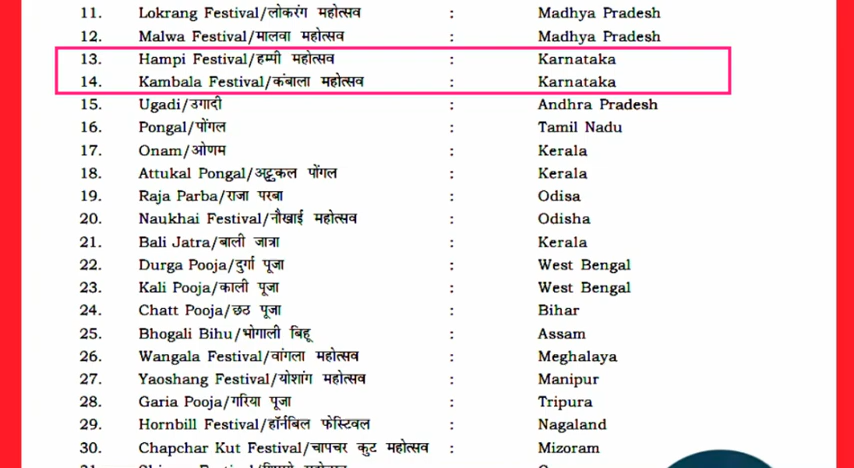 11. Lokrang Festival/लोकरंग महोत्सव : Madhya Pradesh
12. Malwa Festival/मालवा महोत्सव : Madhya Pradesh
13. Hampi Festival/हम्पी महोत्सव : Karnataka
14. Kambala Festival/कंबाला महोत्सव : Karnataka
15. Ugadi/उगादी : Andhra Pradesh
16. Pongal/पोंगल : Tamil Nadu
17. Onam/ओणम : Kerala
18. Attukal Pongal/अट्टुकल पोंगल : Kerala
19. Raja Parba/राजा परबा : Odisa
20. Naukhai Festival/नौखाई महोत्सव : Odisha
21. Bali Jatra/बाली जात्रा : Kerala
22. Durga Pooja/दुर्गा पूजा : West Bengal
23. Kali Pooja/काली पूजा : West Bengal
24. Chatt Pooja/छठ पूजा : Bihar
25. Bhogali Bihu/भोगाली बिहू : Assam
26. Wangala Festival/वांगला महोत्सव : Meghalaya
27. Yaoshang Festival/योशांग महोत्सव : Manipur
28. Garia Pooja/गरिया पूजा : Tripura
29. Hornbill Festival/हॉर्नबिल फेस्टिवल : Nagaland
30. Chapchar Kut Festival/चापचर कुट महोत्सव : Mizoram